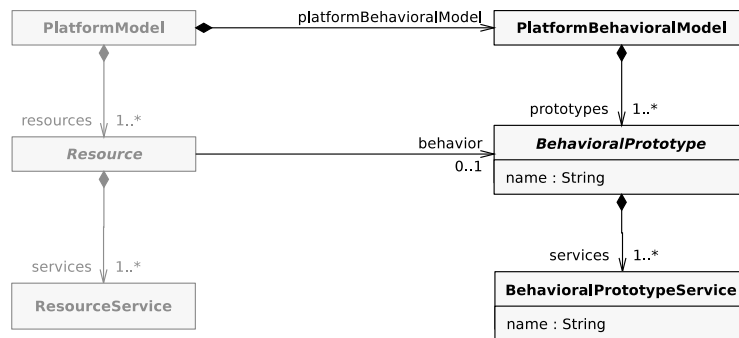 platformBehavioralModel
PlatformModel
PlatformBehavioralModel
resources 1..*
prototypes 1..*
behavior
Resource
BehavioralPrototype
0..1
name : String
services 1..*
services 1..*
BehavioralPrototypeService
ResourceService
name : String